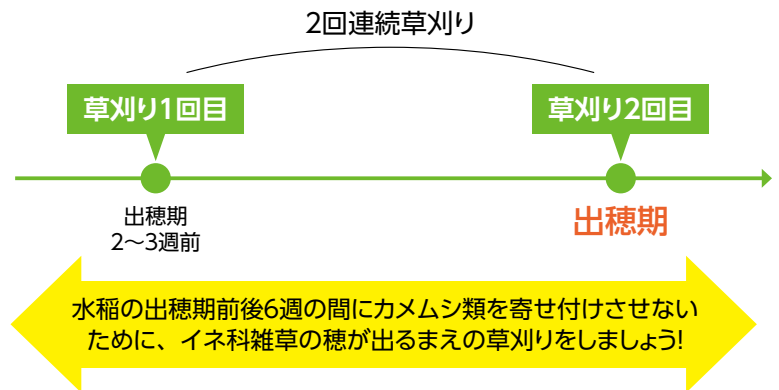 2回連続草刈り
草刈り1回目
草刈り2回目
出穂期
2〜3週前
出穂期
水稲の出穂期前後6週の間にカメムシ類を寄せ付けさせない
ために、イネ科雑草の穂が出るまえの草刈りをしましょう!